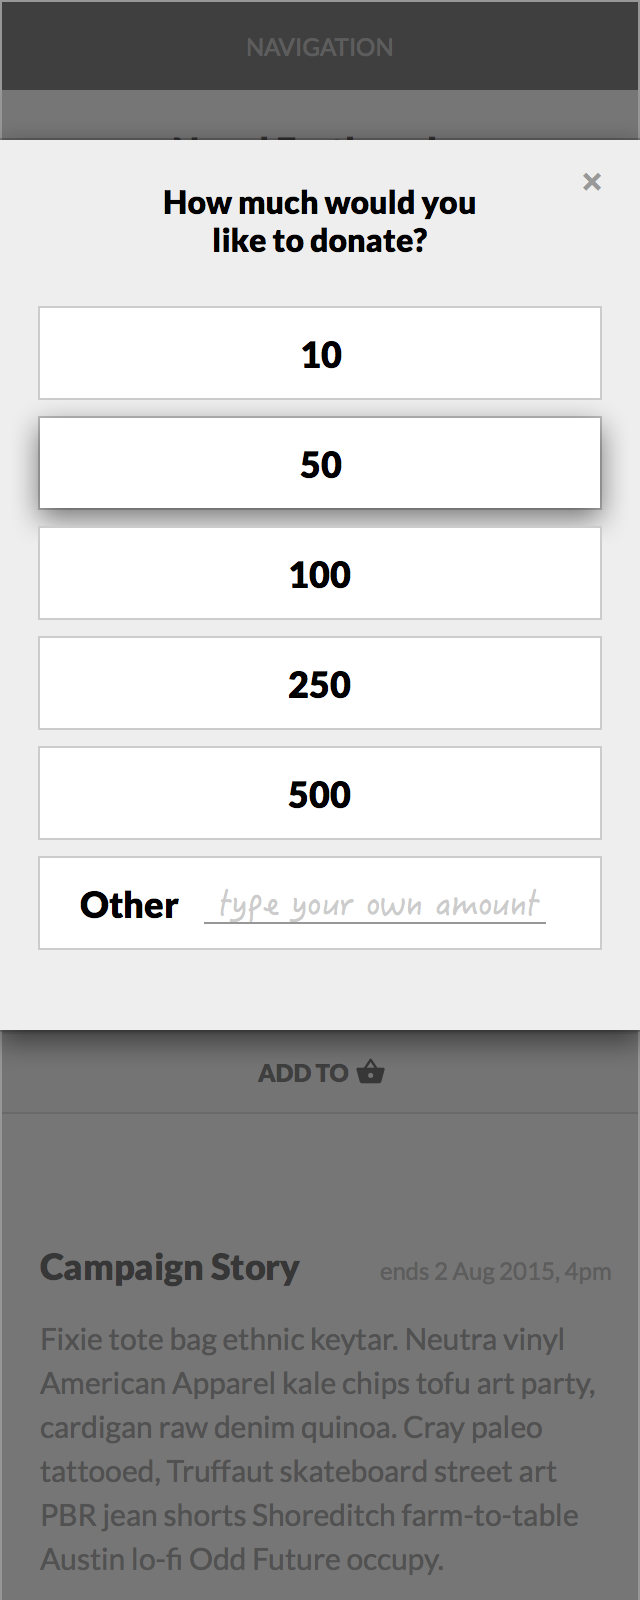 NAVIGATION
×
How much would you
like to donate?
10
50
100
250
500
Other type your own amount
ADD TO
Campaign Story ends 2 Aug 2015, 4pm
Fixie tote bag ethnic keytar. Neutra vinyl
American Apparel kale chips tofu art party,
cardigan raw denim quinoa. Cray paleo
tattooed, Truffaut skateboard street art
PBR jean shorts Shoreditch farm-to-table
Austin lo-fi Odd Future occupy.